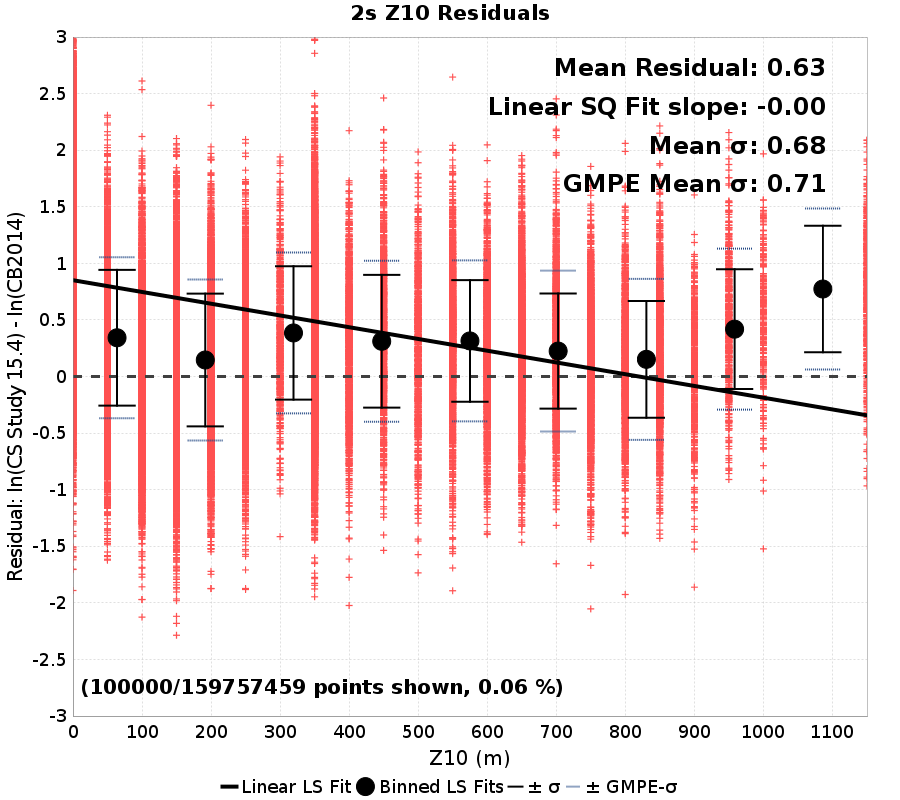 2s Z10 Residuals
Mean Residual: 0.63
Linear SQ Fit slope: -0.00
Mean σ: 0.68
GMPE Mean σ: 0.71
Residual: ln(CS Study 15.4) - ln(CB2014)
3
2.5
2
1.5
1
0.5
0
-0.5
-1
-1.5
-2
-2.5
-3
(100000/159757459 points shown, 0.06 %)
0 100 200 300 400 500 600 700 800 900 1000 1100
Z10 (m)
Linear LS Fit Binned LS Fits ± σ ± GMPE-σ